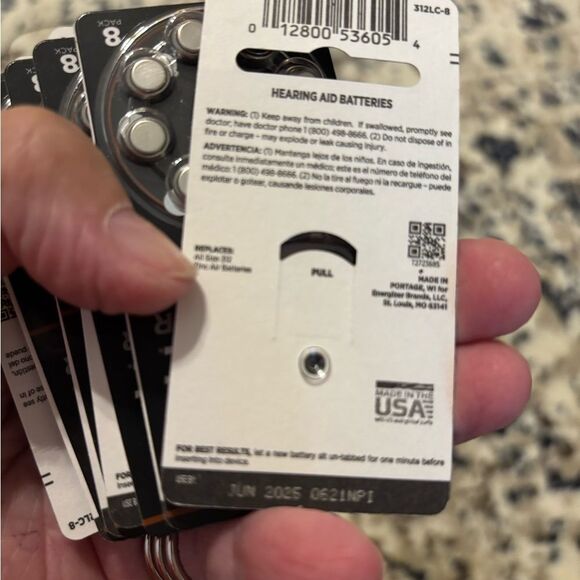 312LC-8
0 12800 53605 4
HEARING AID BATTERIES
WARNING: (1) Keep away from children. If swallowed, promptly see
doctor; have doctor phone 1 (800) 498-8666. (2) Do not dispose of in
fire or charge – may explode or leak causing injury.
ADVERTENCIA: (1) Mantenga lejos de los niños. En caso de ingestión,
consulte inmediatamente un médico; este es el número de teléfono del
médico: 1 (800) 498-8666. (2) No la tire al fuego ni la recargue – puede
explotar o gotear, causando lesiones corporales.
REPLACES:
All Size 312
Zinc Air Batteries
PULL
MADE IN
PORTAGE, WI for
Energizer Brands, LLC,
St. Louis, MO 63141
MADE IN THE
USA
FOR BEST RESULTS, let a new battery sit un-tabbed for one minute before
inserting into device.
JUN 2025 0621NPI
8
PACK
8
PACK
8
FOR
LC-8